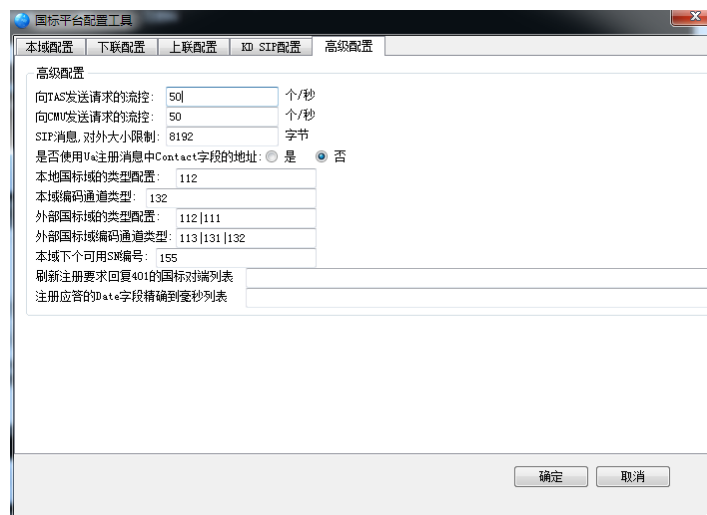 国标平台配置工具
本域配置 下联配置 上联配置 KD SIP配置 高级配置
高级配置
向TAS发送请求的流控: 50 个/秒
向CMU发送请求的流控: 50 个/秒
SIP消息,对外大小限制: 8192 字节
是否使用Ua注册消息中Contact字段的地址: 是 否
本地国标域的类型配置: 112
本域编码通道类型: 132
外部国标域的类型配置: 112|111
外部国标域编码通道类型: 113|131|132
本域下个可用SN编号: 155
刷新注册要求回复401的国标对端列表
注册应答的Date字段精确到毫秒列表
确定 取消